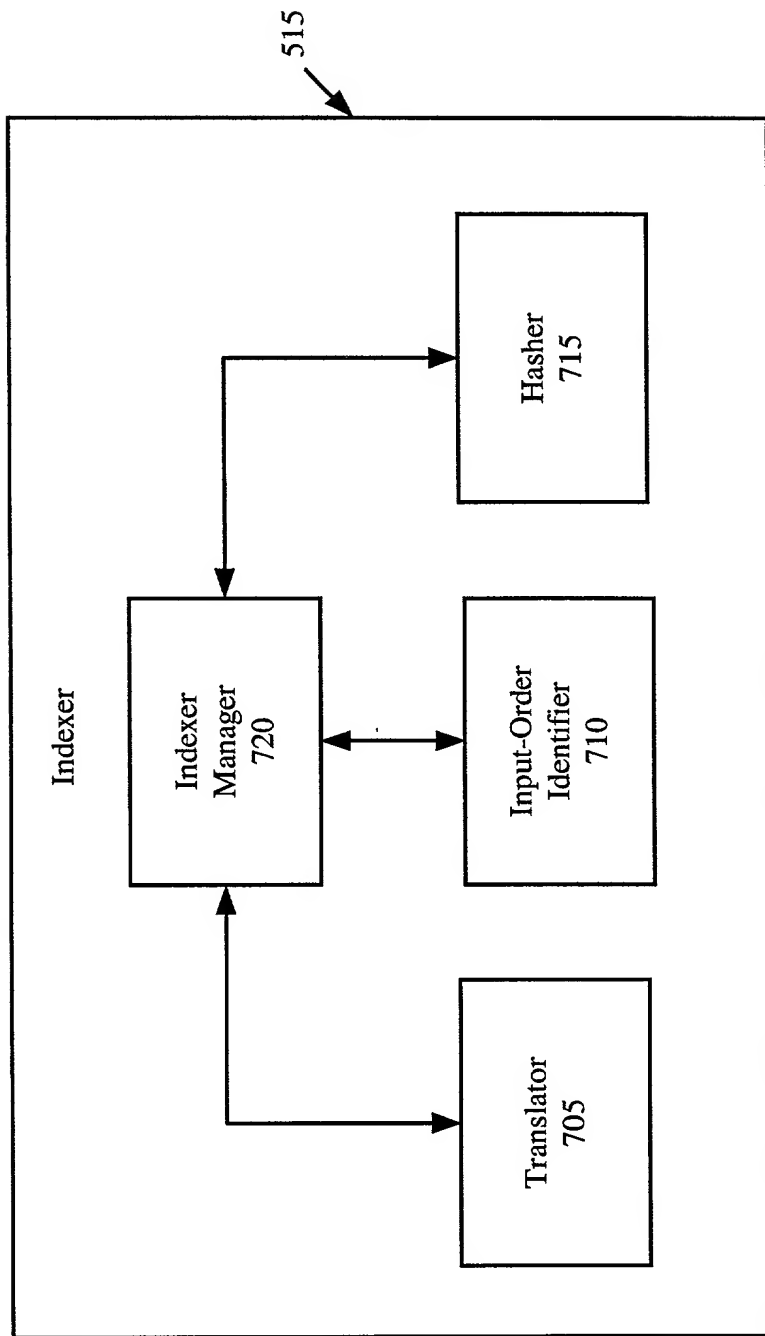 Indexer
515
Indexer
Manager
720
Translator
705
Input-Order
Identifier
710
Hasher
715